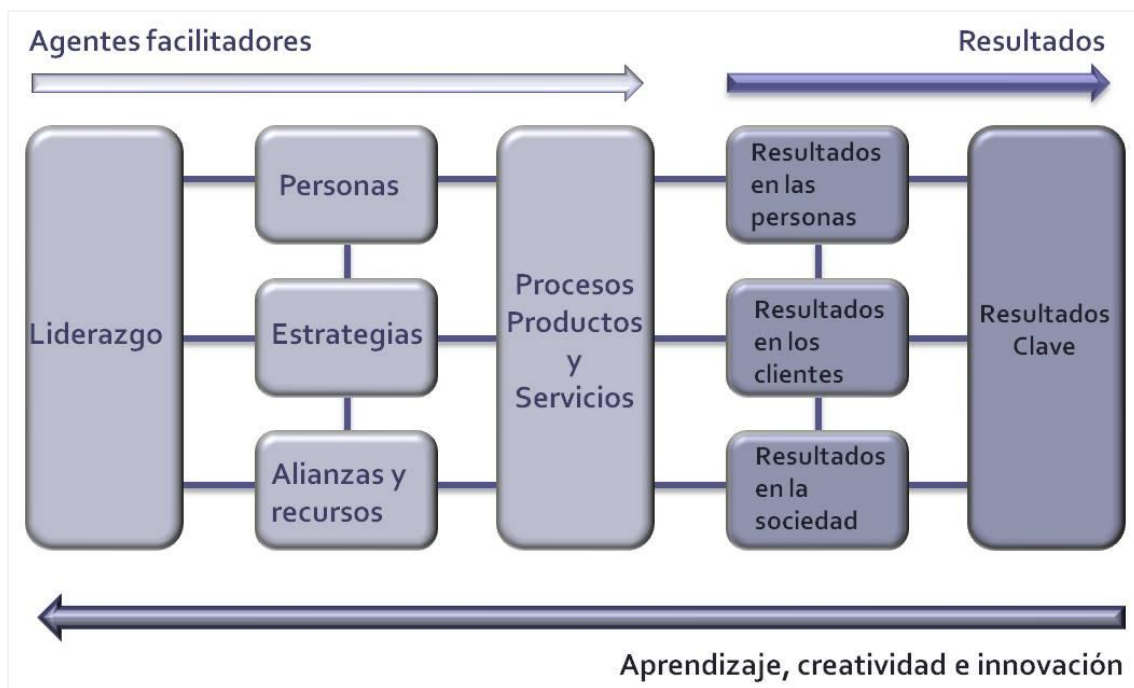 Agentes facilitadores
Resultados
Liderazgo
Personas
Estrategias
Alianzas y
recursos
Procesos
Productos
y
Servicios
Resultados
en las
personas
Resultados
en los
clientes
Resultados
en la
sociedad
Resultados
Clave
Aprendizaje, creatividad e innovación